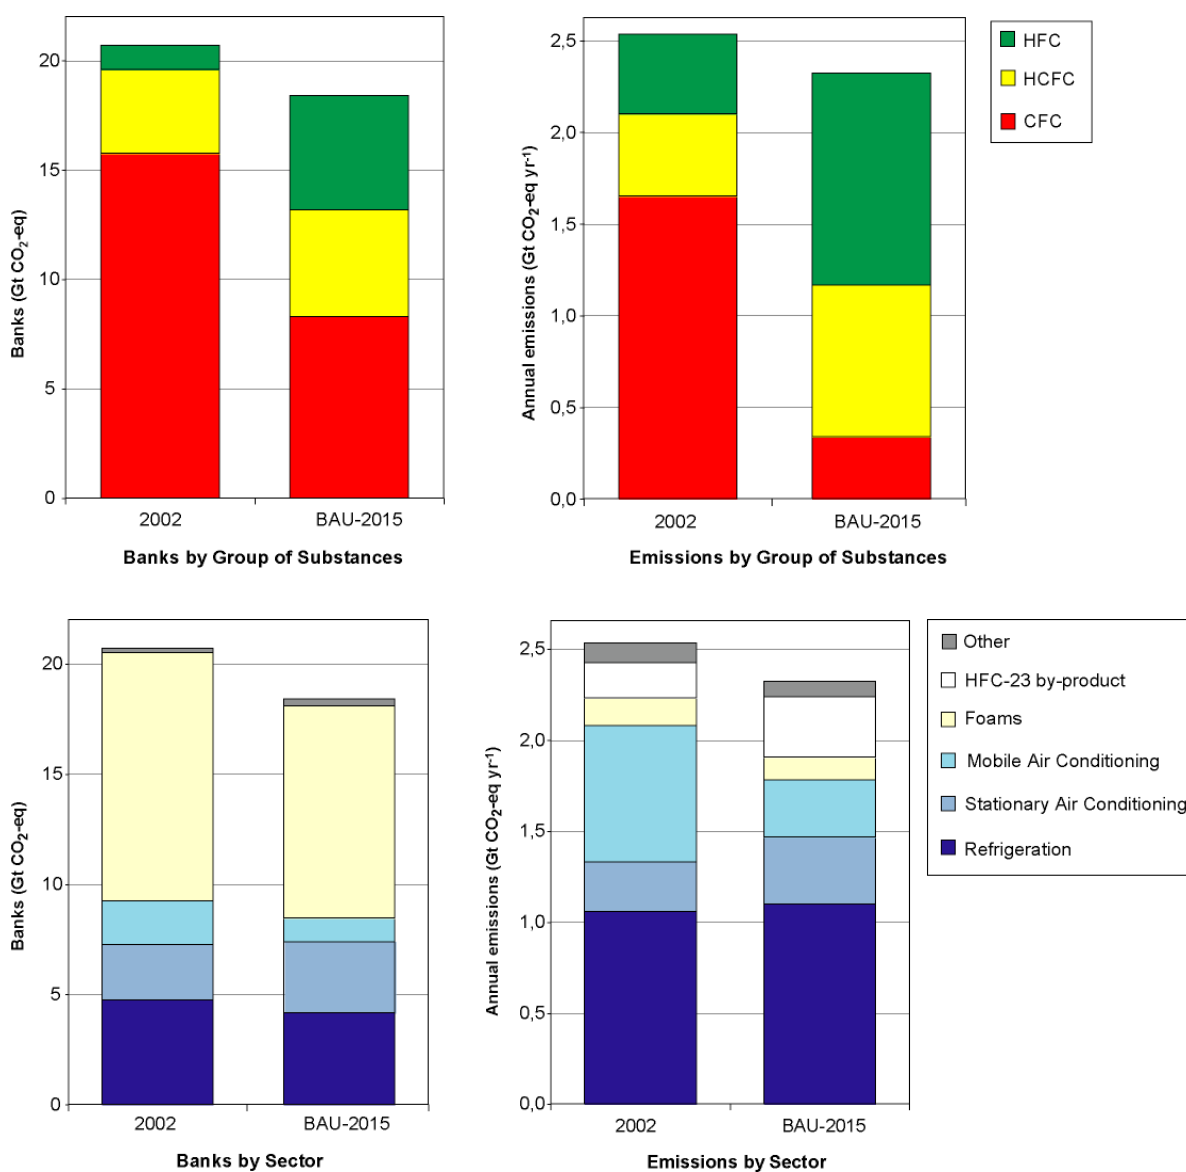 20
15
10
5
0
Banks (Gt CO2-eq)
2002
BAU-2015
Banks by Group of Substances
2,5
2,0
1,5
1,0
0,5
0,0
Annual emissions (Gt CO2-eq yr-1)
2002
BAU-2015
Emissions by Group of Substances
HFC
HCFC
CFC
20
15
10
5
0
Banks (Gt CO2-eq)
2002
BAU-2015
Banks by Sector
2,5
2,0
1,5
1,0
0,5
0,0
Annual emissions (Gt CO2-eq yr-1)
2002
BAU-2015
Emissions by Sector
Other
HFC-23 by-product
Foams
Mobile Air Conditioning
Stationary Air Conditioning
Refrigeration